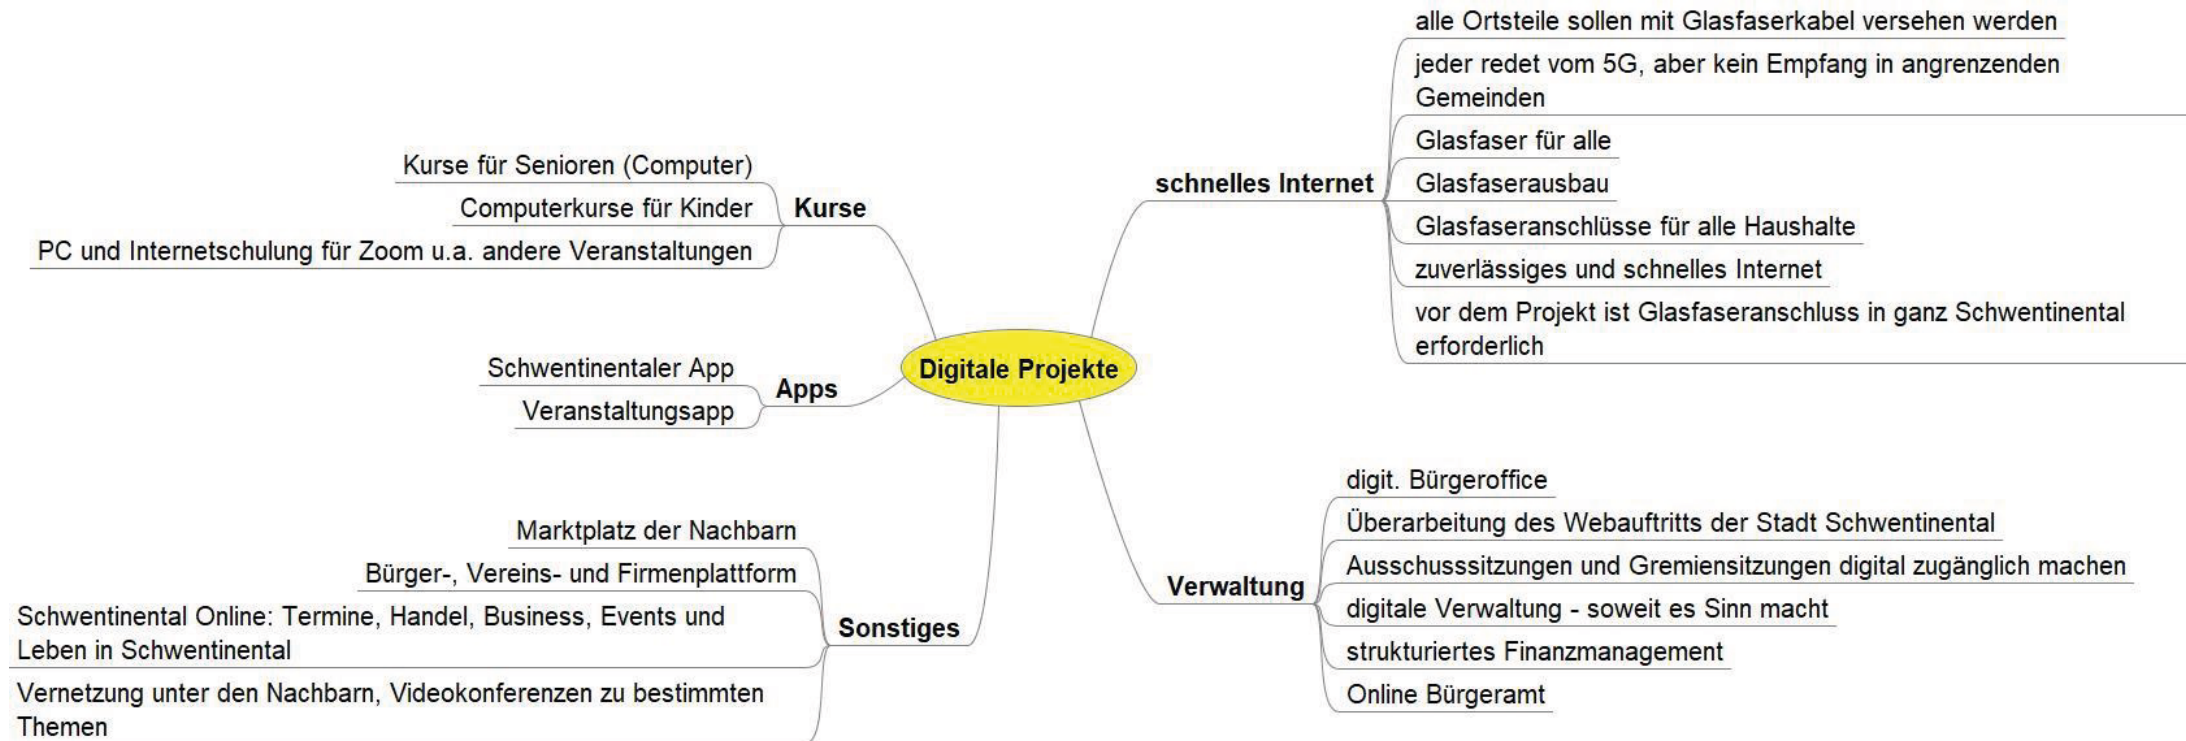 Digitale Projekte
schnelles Internet
alle Ortsteile sollen mit Glasfaserkabel versehen werden
jeder redet vom 5G, aber kein Empfang in angrenzenden
Gemeinden
Glasfaser für alle
Glasfaserausbau
Glasfaseranschlüsse für alle Haushalte
zuverlässiges und schnelles Internet
vor dem Projekt ist Glasfaseranschluss in ganz Schwentinental
erforderlich
Verwaltung
digit. Bürgeroffice
Überarbeitung des Webauftritts der Stadt Schwentinental
Ausschusssitzungen und Gremiensitzungen digital zugänglich machen
digitale Verwaltung - soweit es Sinn macht
strukturiertes Finanzmanagement
Online Bürgeramt
Kurse
Kurse für Senioren (Computer)
Computerkurse für Kinder
PC und Internetschulung für Zoom u.a. andere Veranstaltungen
Apps
Schwentinentaler App
Veranstaltungsapp
Sonstiges
Marktplatz der Nachbarn
Bürger-, Vereins- und Firmenplattform
Schwentinental Online: Termine, Handel, Business, Events und
Leben in Schwentinental
Vernetzung unter den Nachbarn, Videokonferenzen zu bestimmten
Themen